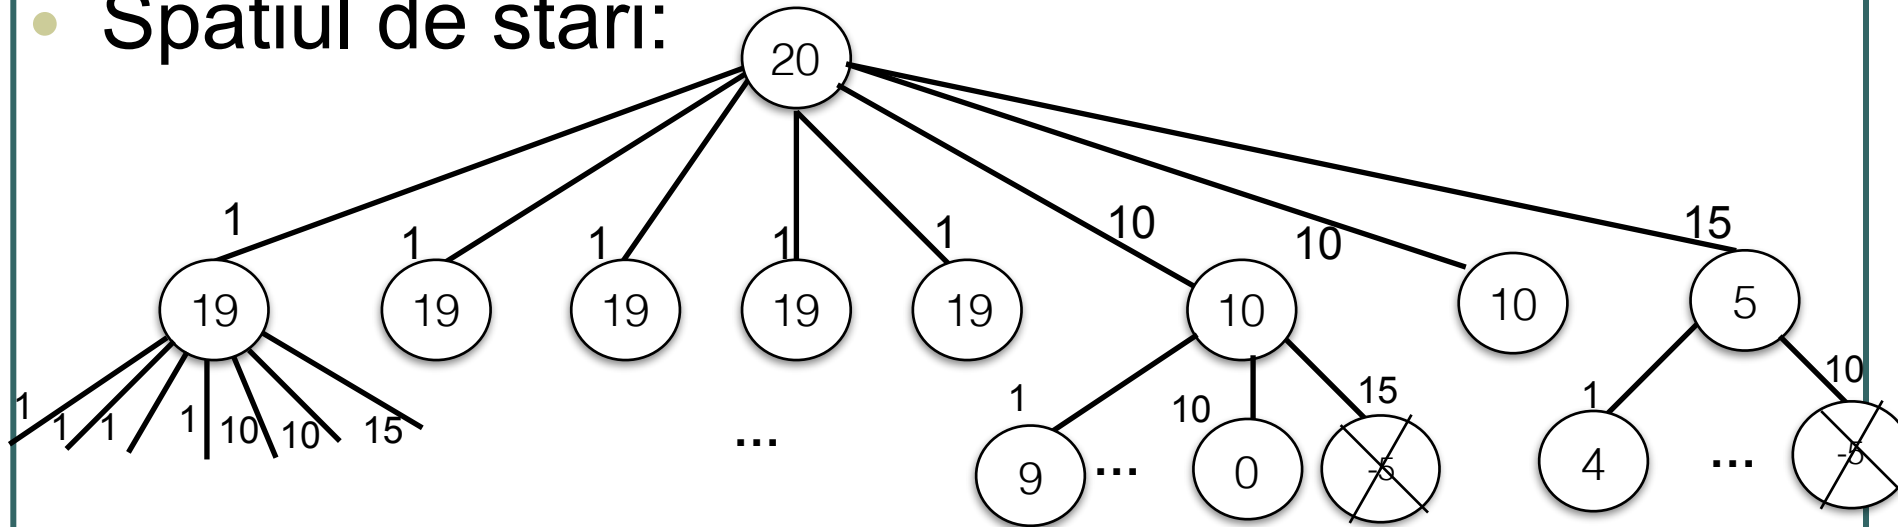 • Spatiul de stari:
20
1 1 1 1 1 10 10 15
19 19 19 19 19 10 10 5
1 1 1 1 10 10 15 1 10 15 1 10
... 9 ... 0 -5 4 ... -5